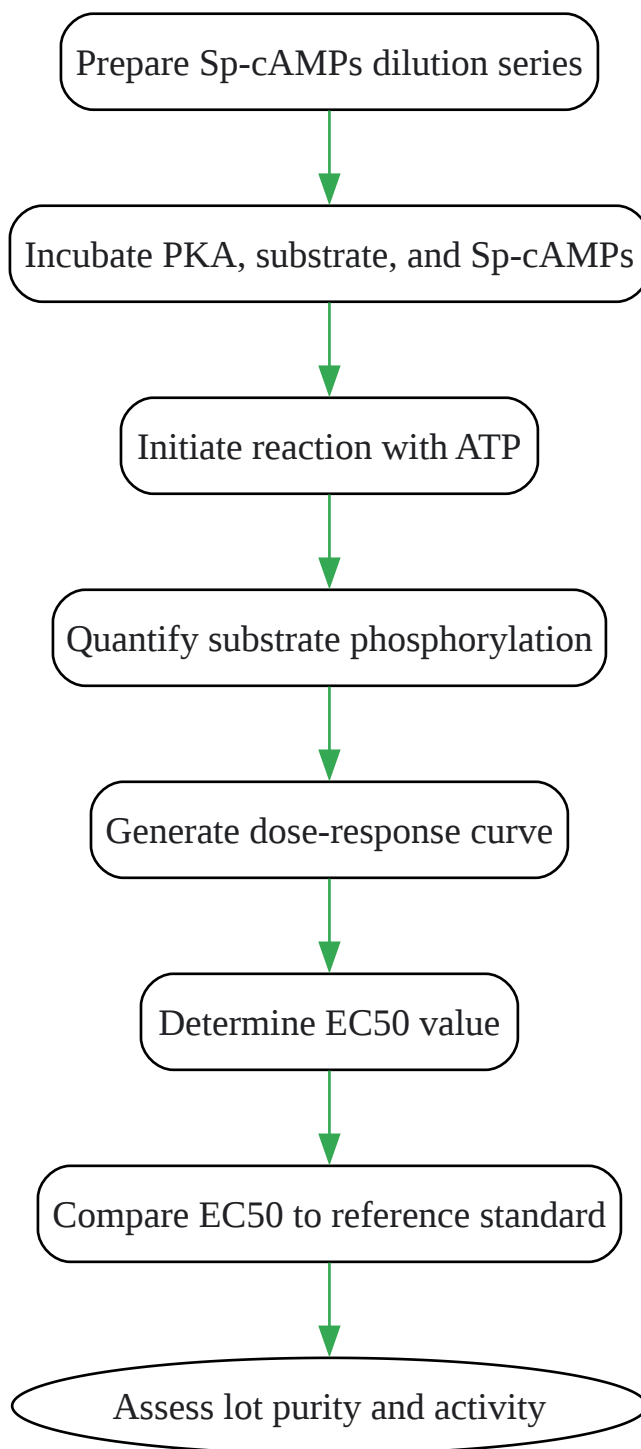 Prepare Sp-cAMPs dilution series
Incubate PKA, substrate, and Sp-cAMPs
Initiate reaction with ATP
Quantify substrate phosphorylation
Generate dose-response curve
Determine EC50 value
Compare EC50 to reference standard
Assess lot purity and activity